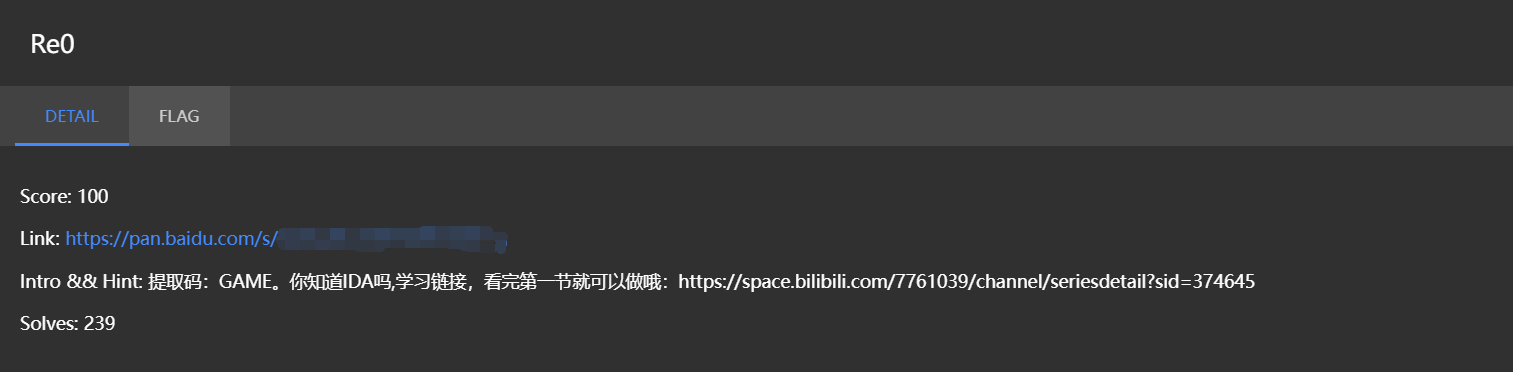 Re0
DETAIL FLAG
Score: 100
Link: https://pan.baidu.com/s/
Intro && Hint: 提取码：GAME。你知道IDA吗,学习链接，看完第一节就可以做哦：https://space.bilibili.com/7761039/channel/seriesdetail?sid=374645
Solves: 239